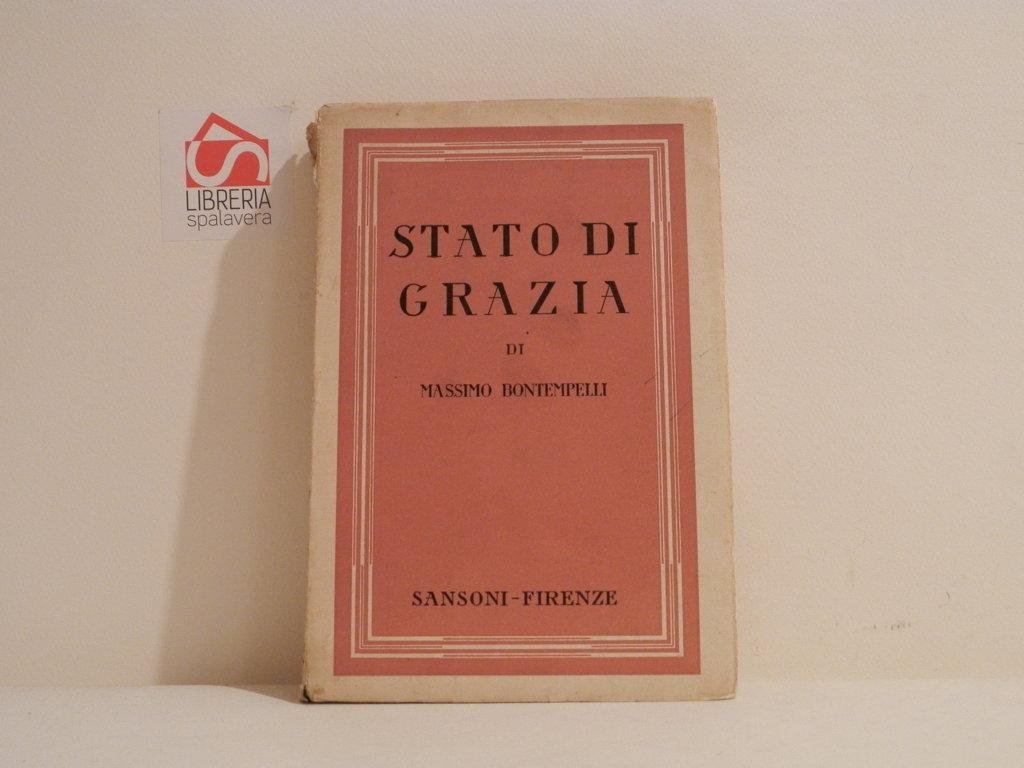 LIBRERIA
spalavera
STATO DI
GRAZIA
DI
MASSIMO BONTEMPELLI
SANSONI-FIRENZE